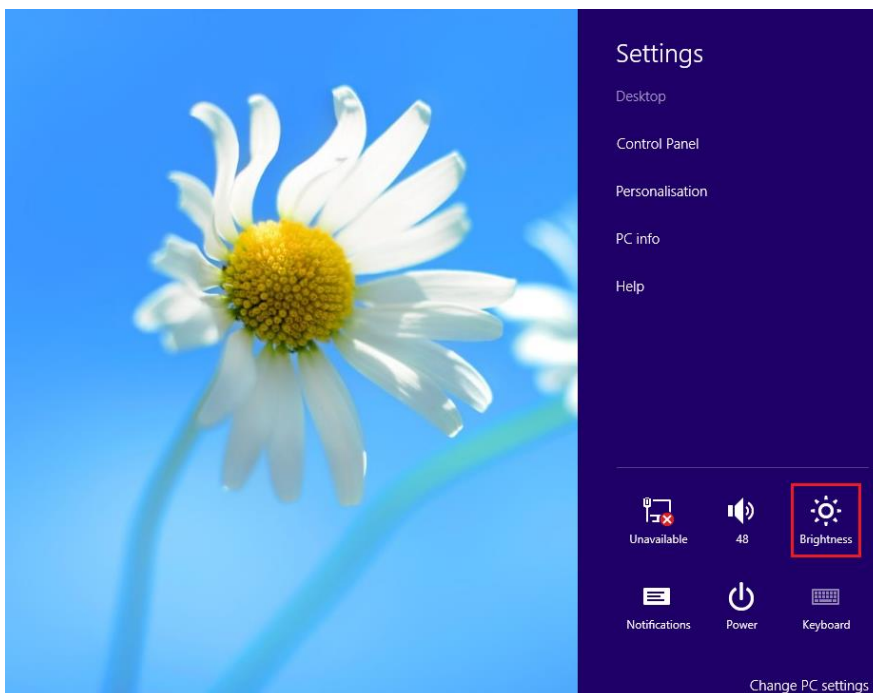 Settings
Desktop
Control Panel
Personalisation
PC info
Help
Unavailable 48 Brightness
Notifications Power Keyboard
Change PC settings